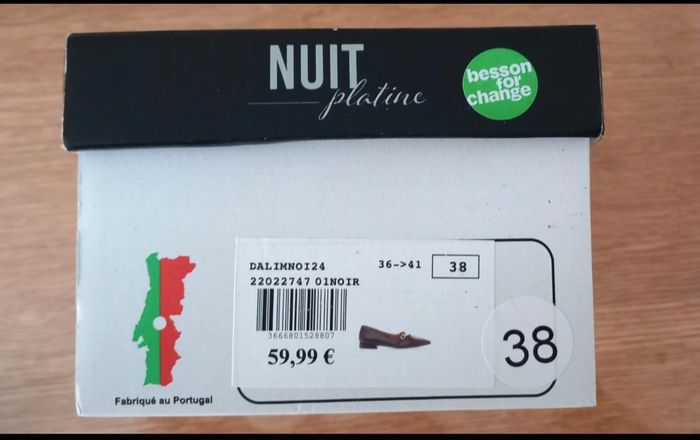 NUIT
platine
besson
for
change
DALIMNOI24 36->41 38
22022747 01NOIR
3666801528807
59,99 €
38
Fabriqué au Portugal